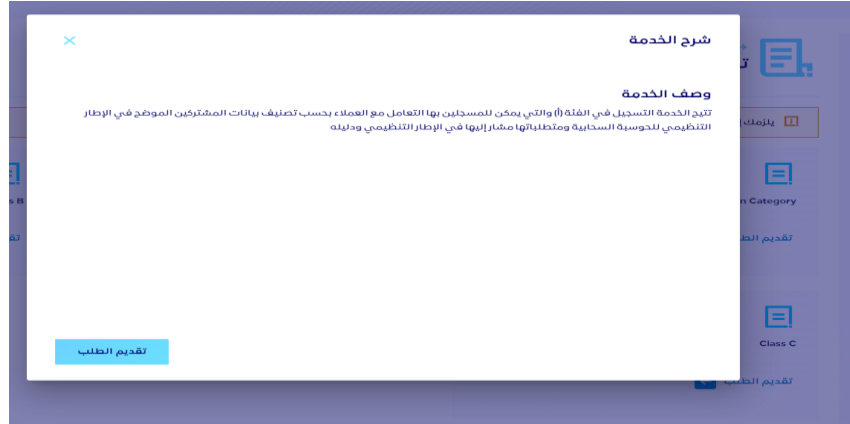 شرح الخدمة
وصف الخدمة
تتيح الخدمة التسجيل في الفئة (أ) والتي يمكن للمسجلين بها التعامل مع العملاء بحسب تصنيف بيانات المشتركين الموضح في الإطار
التنظيمي للحوسبة السحابية ومتطلباتها مشار إليها في الإطار التنظيمي ودليله
تقديم الطلب
يلزمك
n Category
s B
Class C
تقديم الطلب